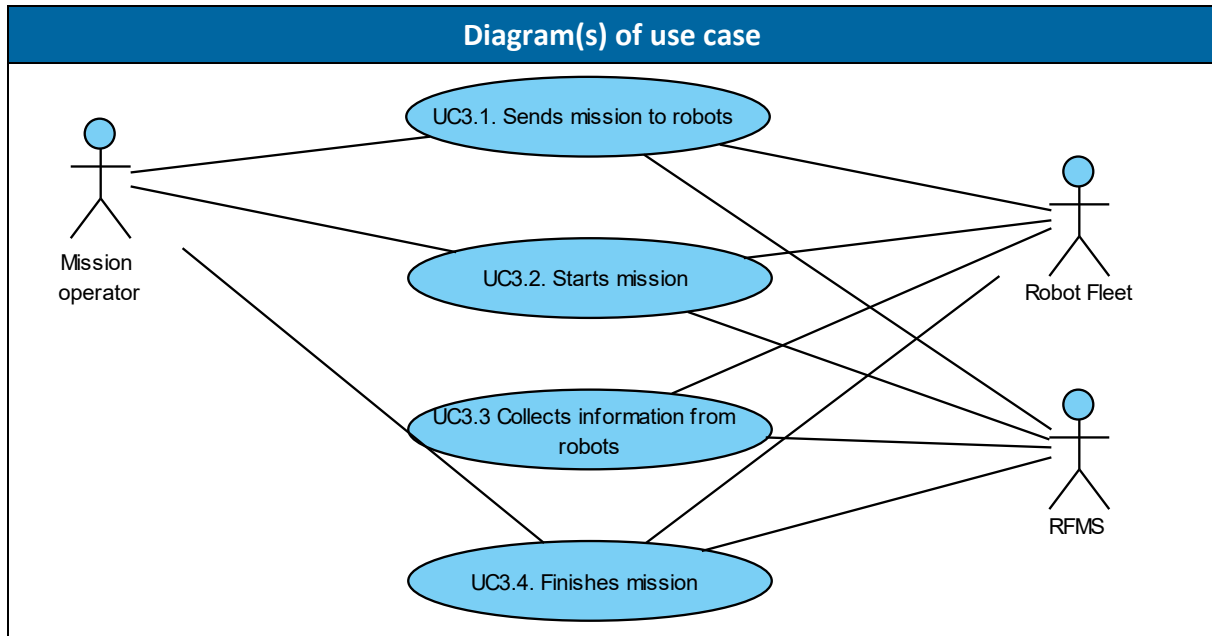 Diagram(s) of use case
UC3.1. Sends mission to robots
Mission
operator
Robot Fleet
UC3.2. Starts mission
UC3.3 Collects information from
robots
RFMS
UC3.4. Finishes mission